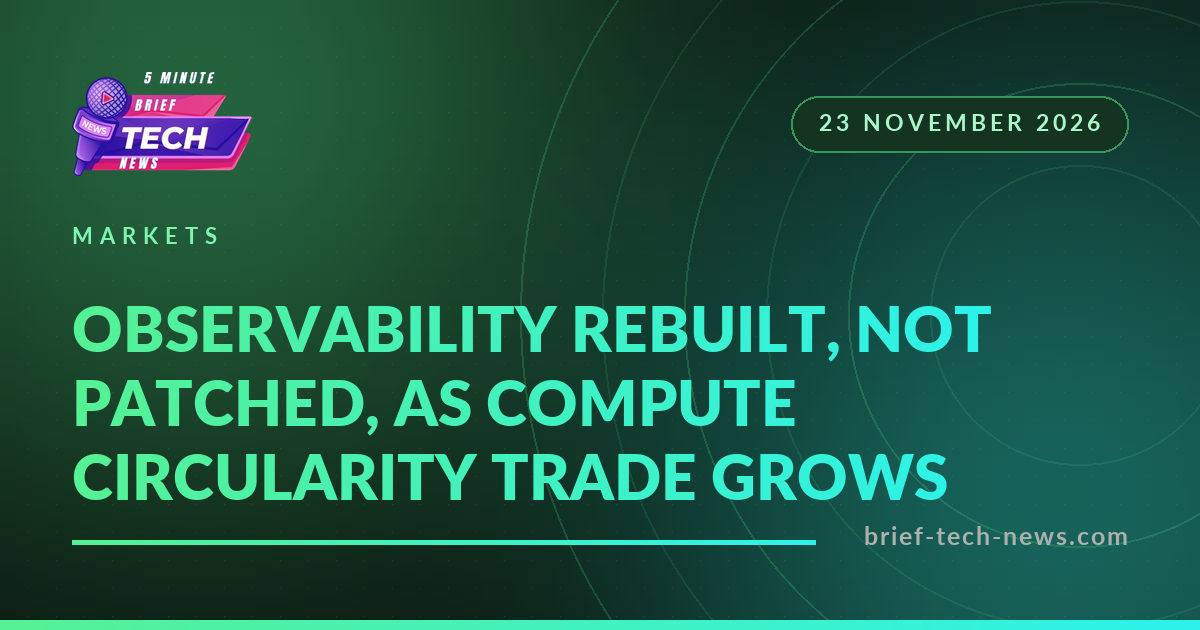 5 MINUTE
BRIEF
NEWS
TECH
NEWS
23 NOVEMBER 2026
MARKETS
OBSERVABILITY REBUILT, NOT
PATCHED, AS COMPUTE
CIRCULARITY TRADE GROWS
brief-tech-news.com